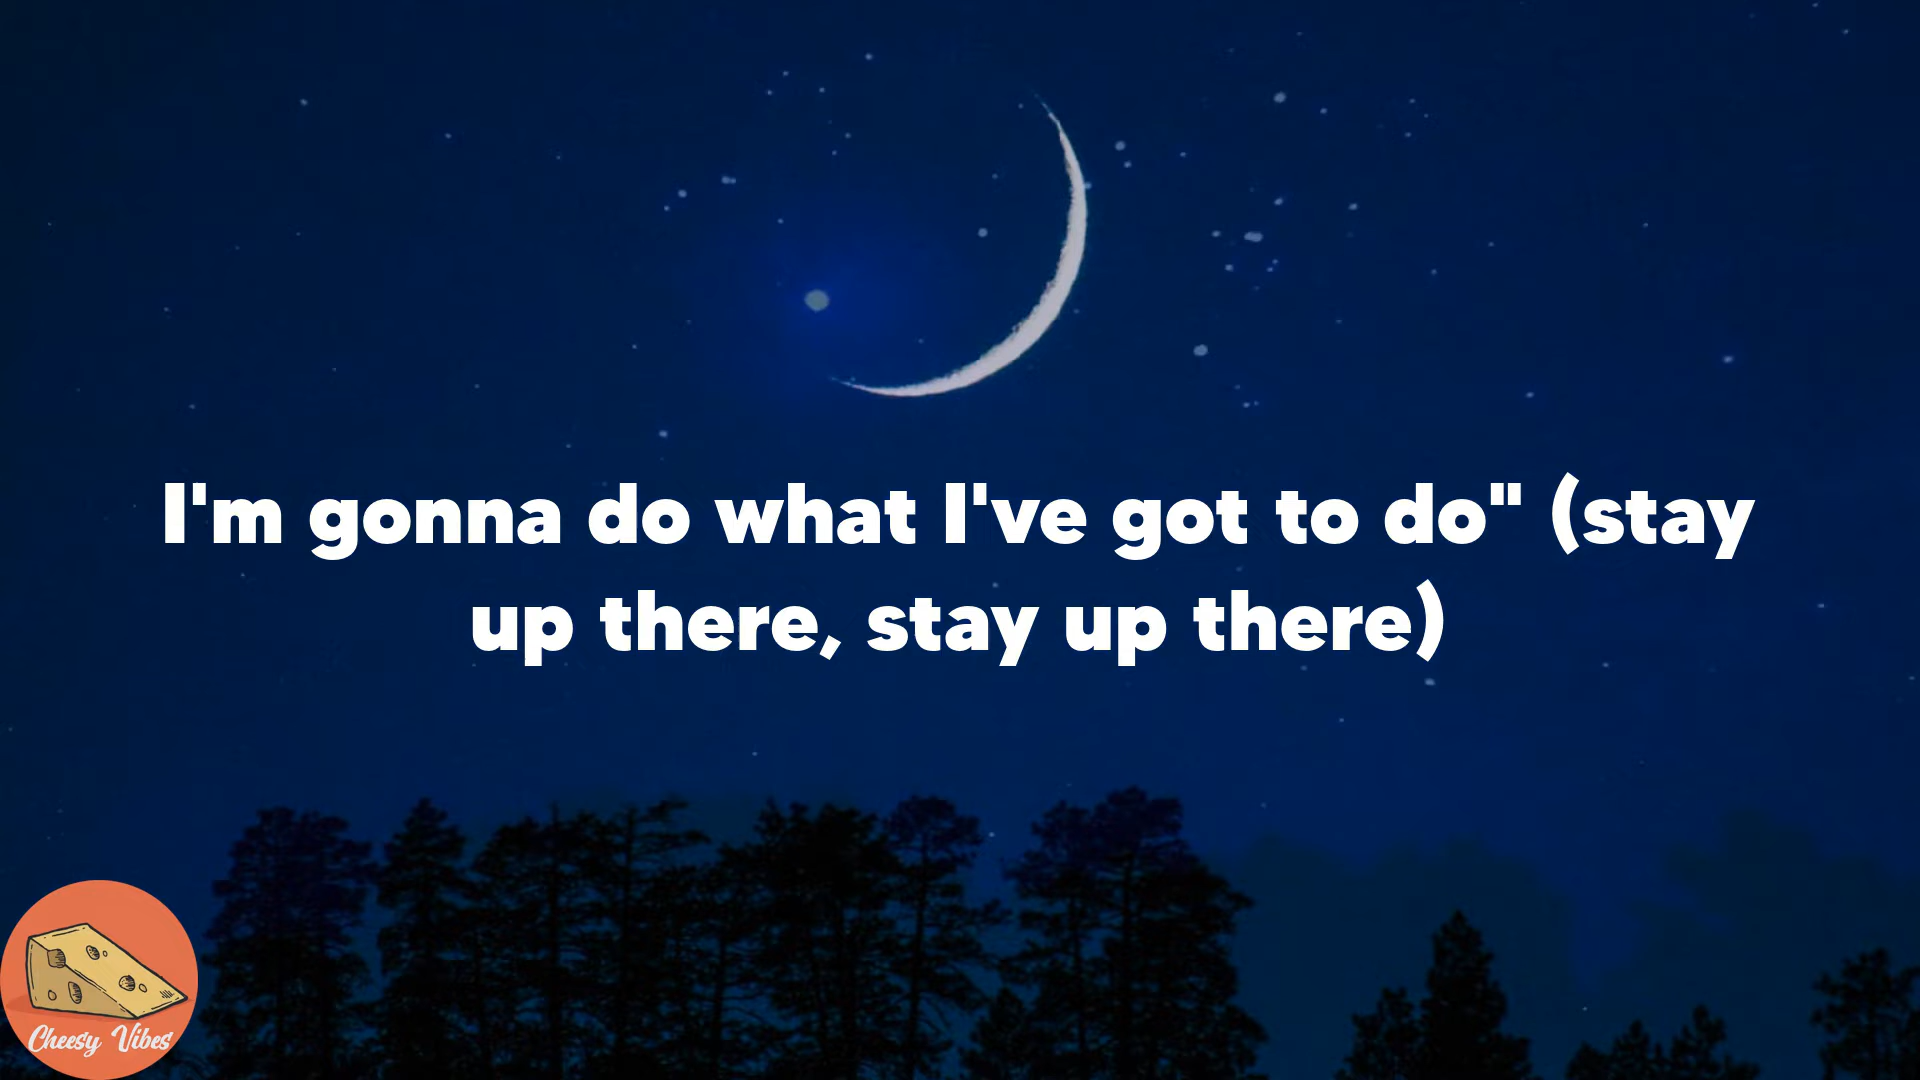 I'm gonna do what I've got to do" (stay
up there, stay up there)
Cheesy Vibes